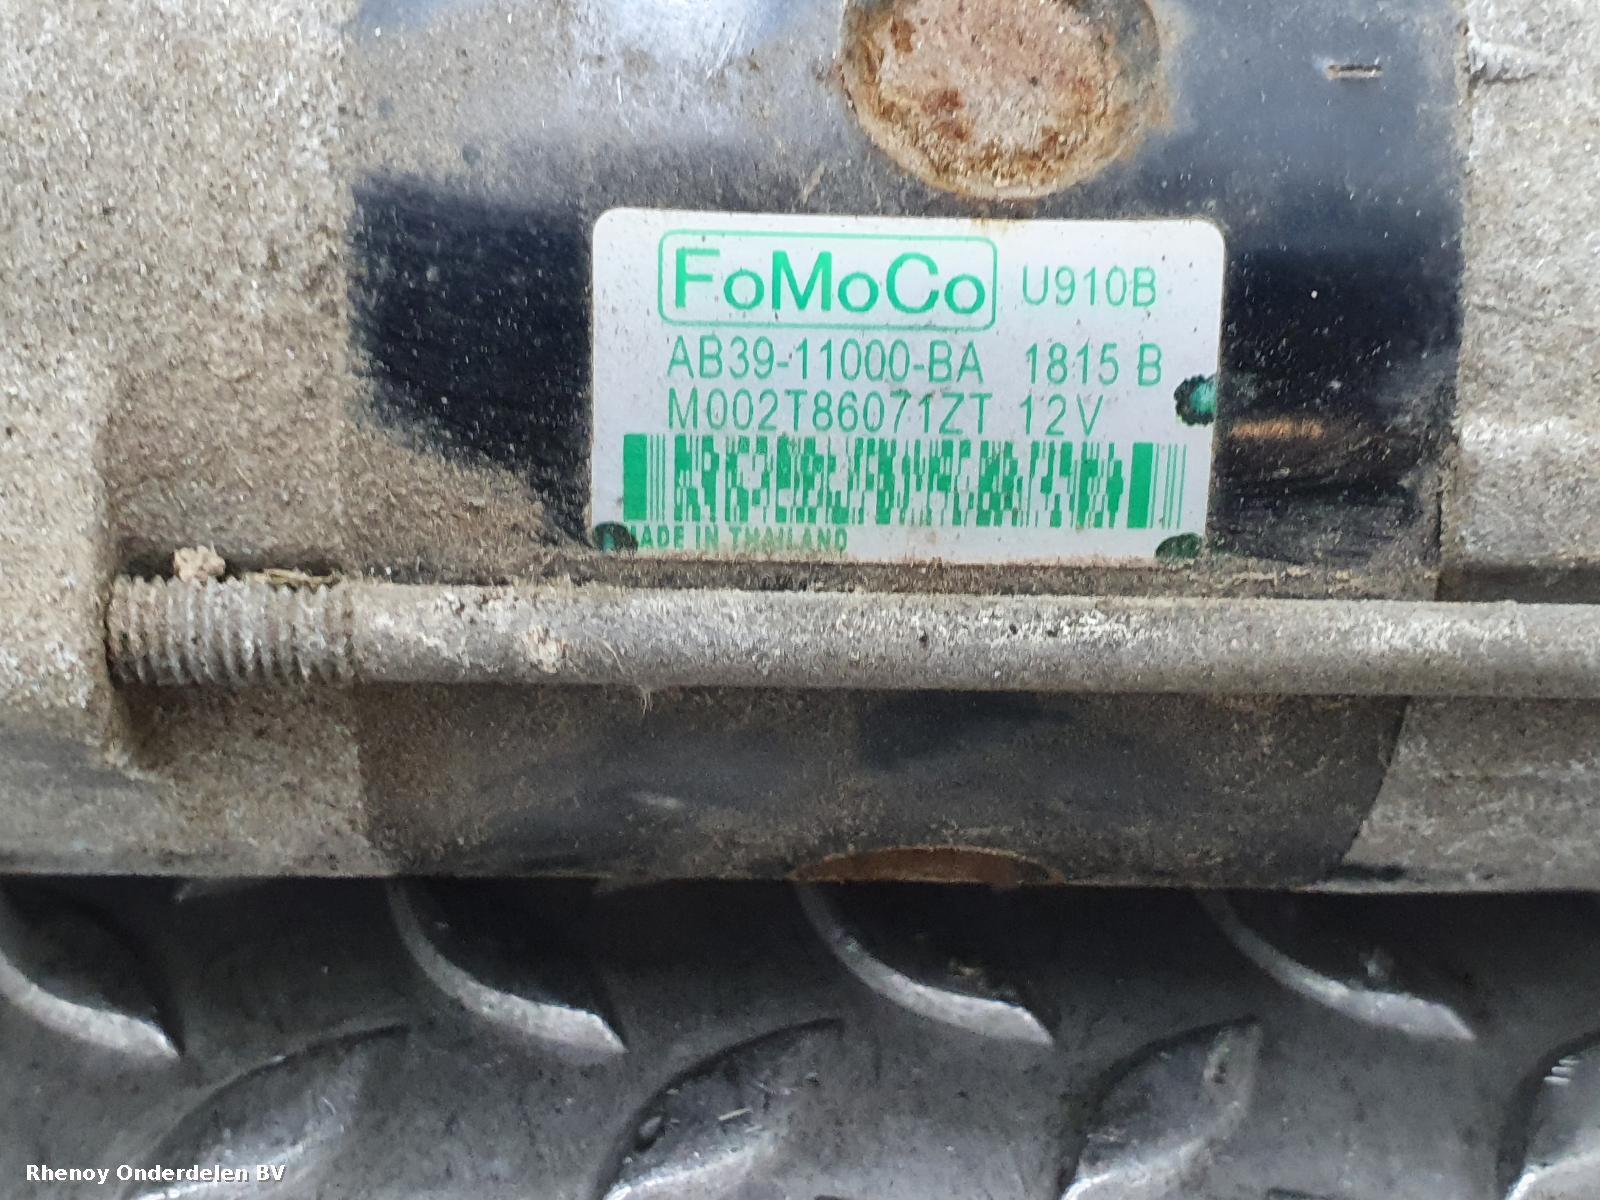 FoMoCo U910B
AB39-11000-BA 1815 B
M002T86071ZT 12V
MADE IN THAILAND
Rhenoy Onderdelen BV